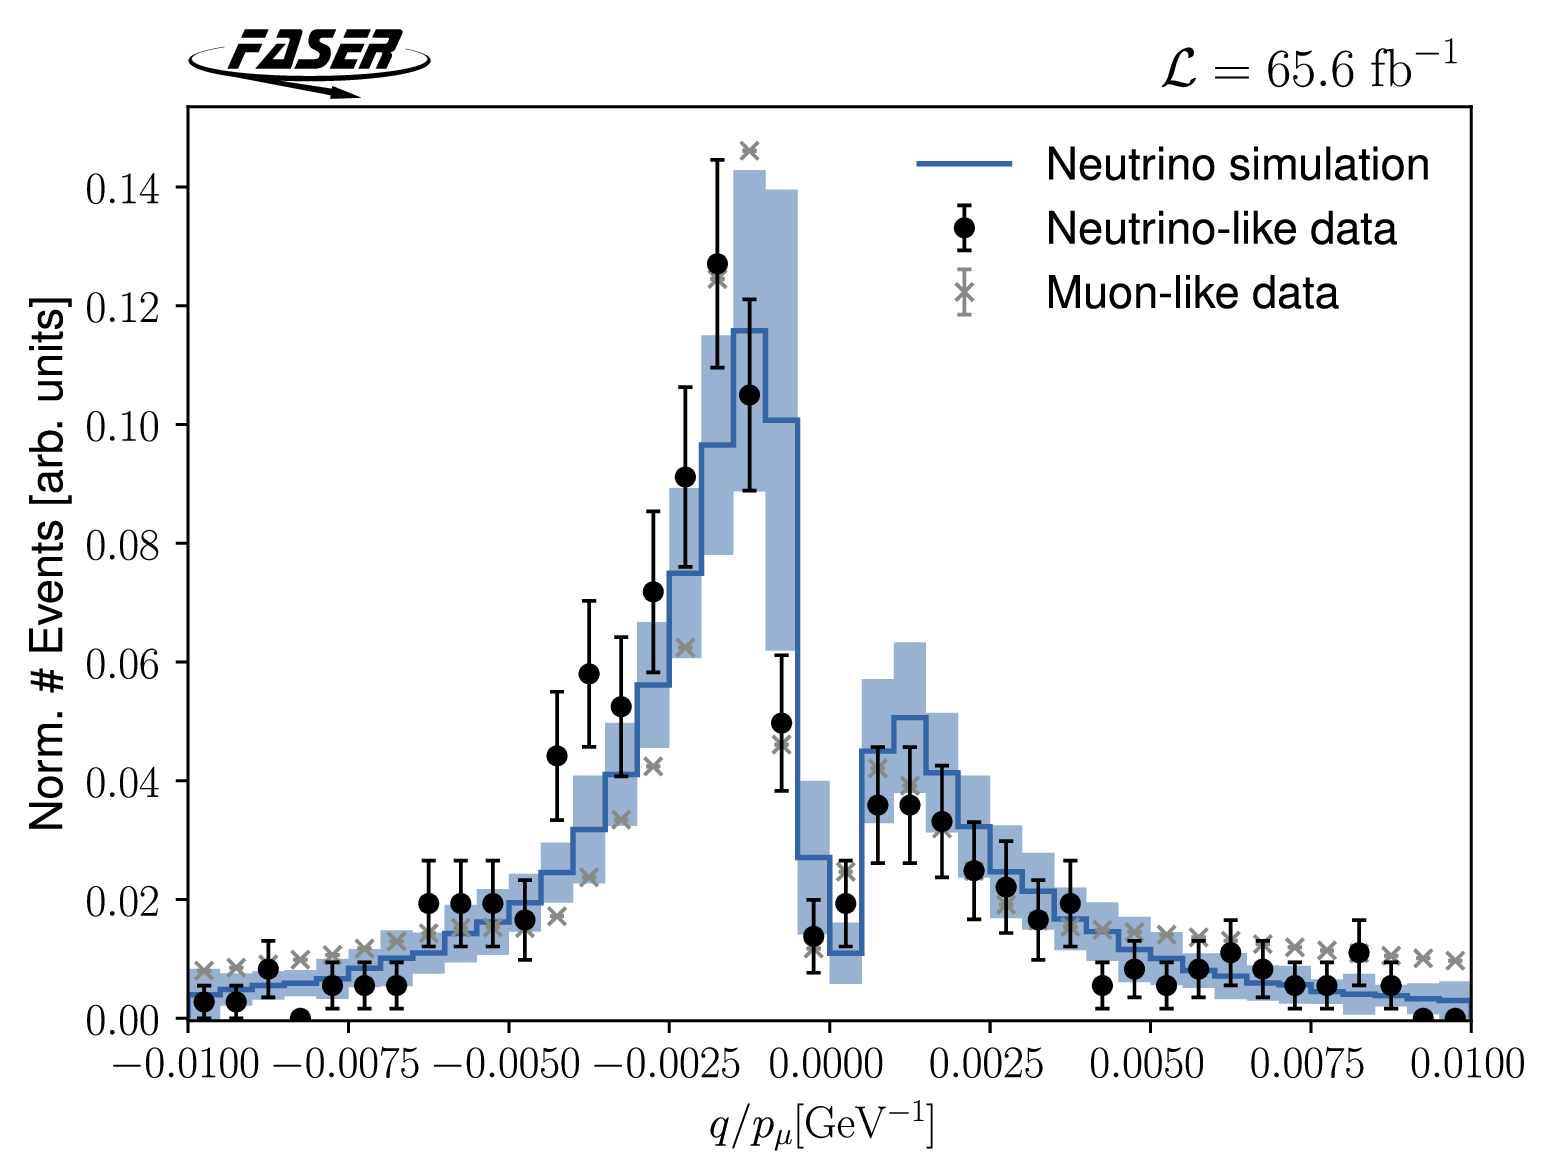 FASER
ℒ = 65.6 fb⁻¹
Neutrino simulation
Neutrino-like data
Muon-like data
Norm. # Events [arb. units]
0.14
0.12
0.10
0.08
0.06
0.04
0.02
0.00
−0.0100 −0.0075 −0.0050 −0.0025 0.0000 0.0025 0.0050 0.0075 0.0100
q/pμ[GeV⁻¹]